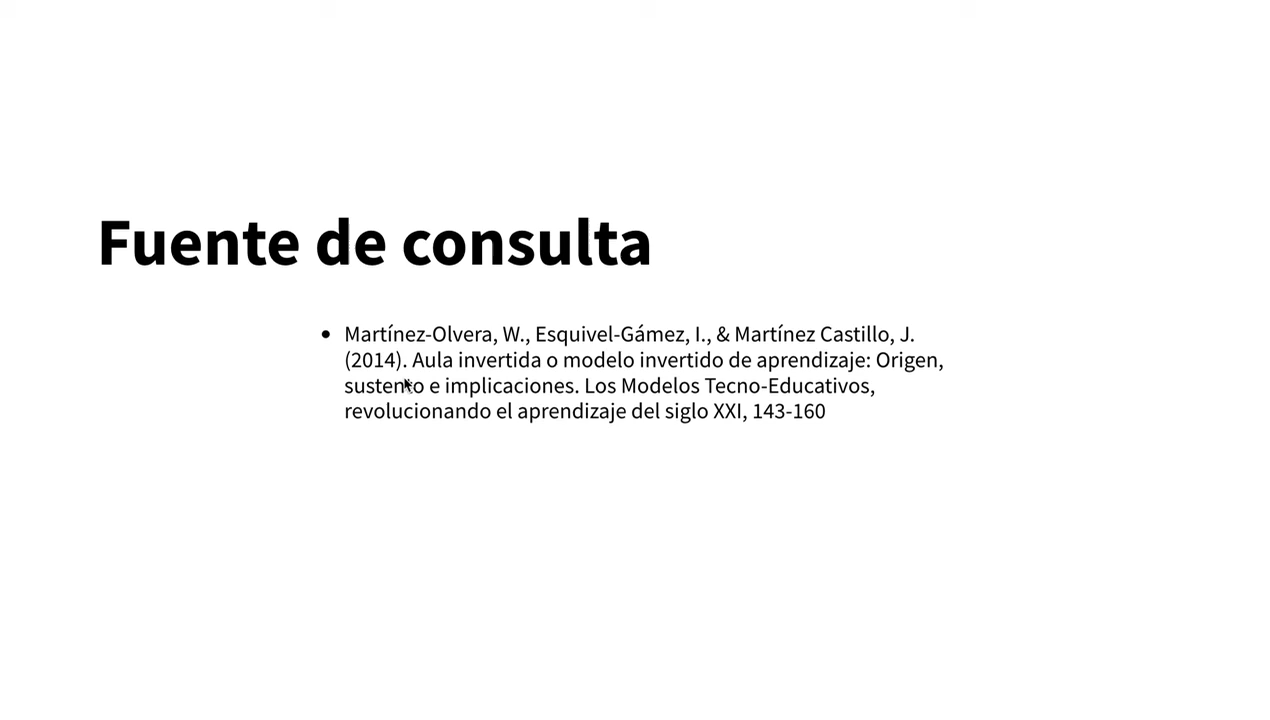 Fuente de consulta
Martínez-Olvera, W., Esquivel-Gámez, I., & Martínez Castillo, J.
(2014). Aula invertida o modelo invertido de aprendizaje: Origen,
sustento e implicaciones. Los Modelos Tecno-Educativos,
revolucionando el aprendizaje del siglo XXI, 143-160